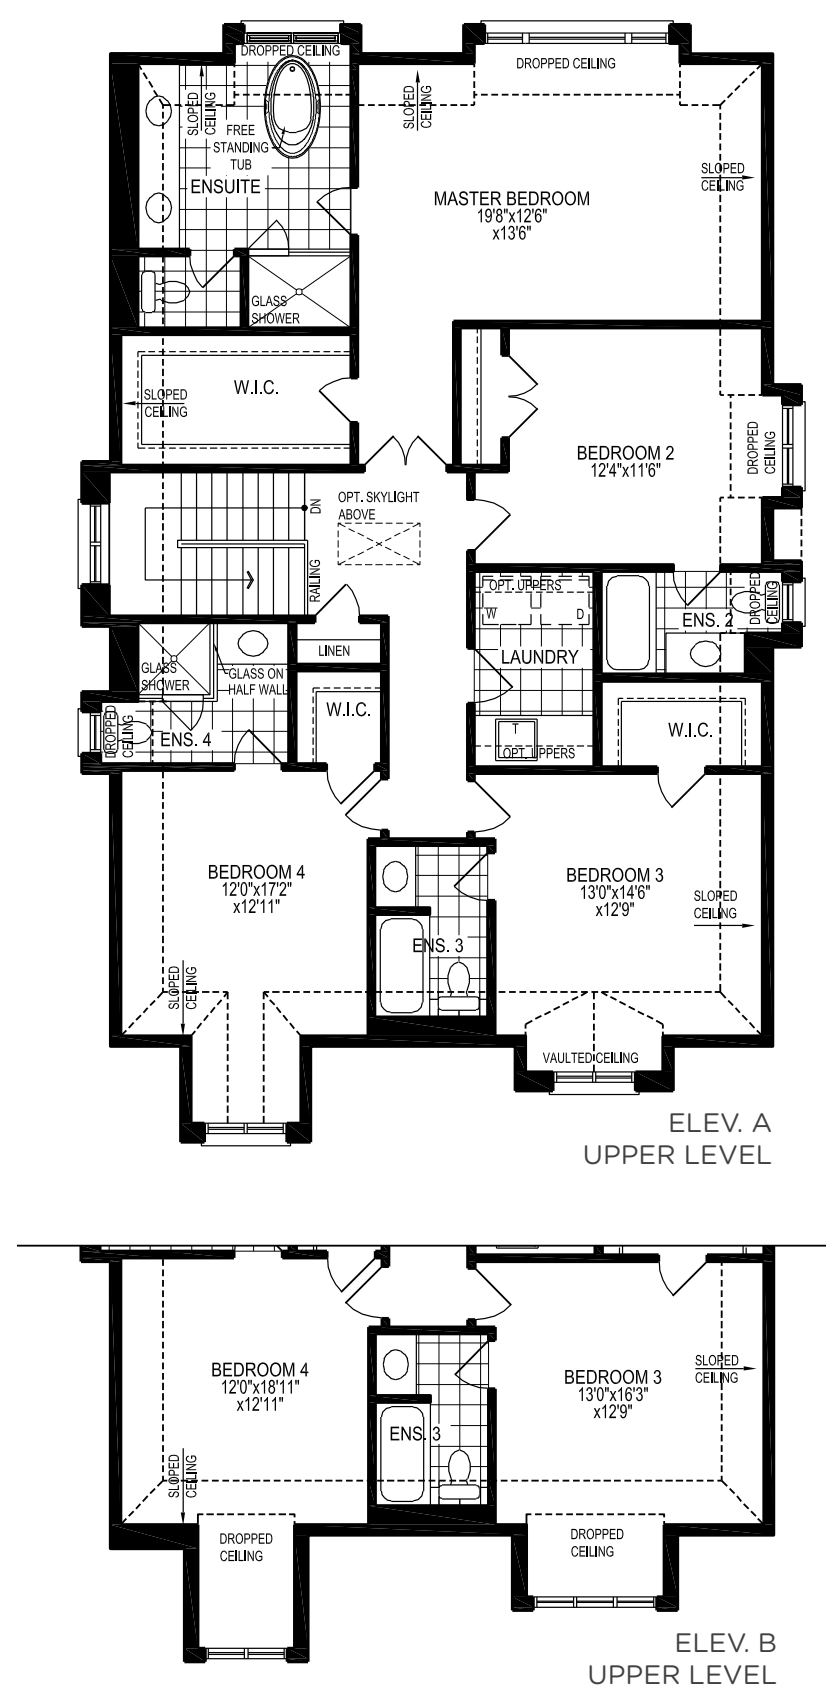 DROPPED CEILING
DROPPED CEILING
SLOPED
CEILING
FREE
STANDING
TUB
ENSUITE
SLOPED
CEILING
SLOPED
CEILING
MASTER BEDROOM
19'8"x12'6"
x13'6"
GLASS
SHOWER
W.I.C.
SLOPED
CEILING
BEDROOM 2
12'4"x11'6"
DROPPED
CEILING
OPT. SKYLIGHT
ABOVE
DN
RAILING
OPT. UPPERS
W
D
LAUNDRY
T
OPT. UPPERS
ENS. 2
DROPPED
CEILING
LINEN
GLASS
SHOWER
GLASS ON
HALF WALL
W.I.C.
W.I.C.
DROPPED
CEILING
ENS. 4
BEDROOM 4
12'0"x17'2"
x12'11"
BEDROOM 3
13'0"x14'6"
x12'9"
SLOPED
CEILING
ENS. 3
SLOPED
CEILING
VAULTED CEILING
ELEV. A
UPPER LEVEL
BEDROOM 4
12'0"x18'11"
x12'11"
BEDROOM 3
13'0"x16'3"
x12'9"
SLOPED
CEILING
ENS. 3
SLOPED
CEILING
DROPPED
CEILING
DROPPED
CEILING
ELEV. B
UPPER LEVEL